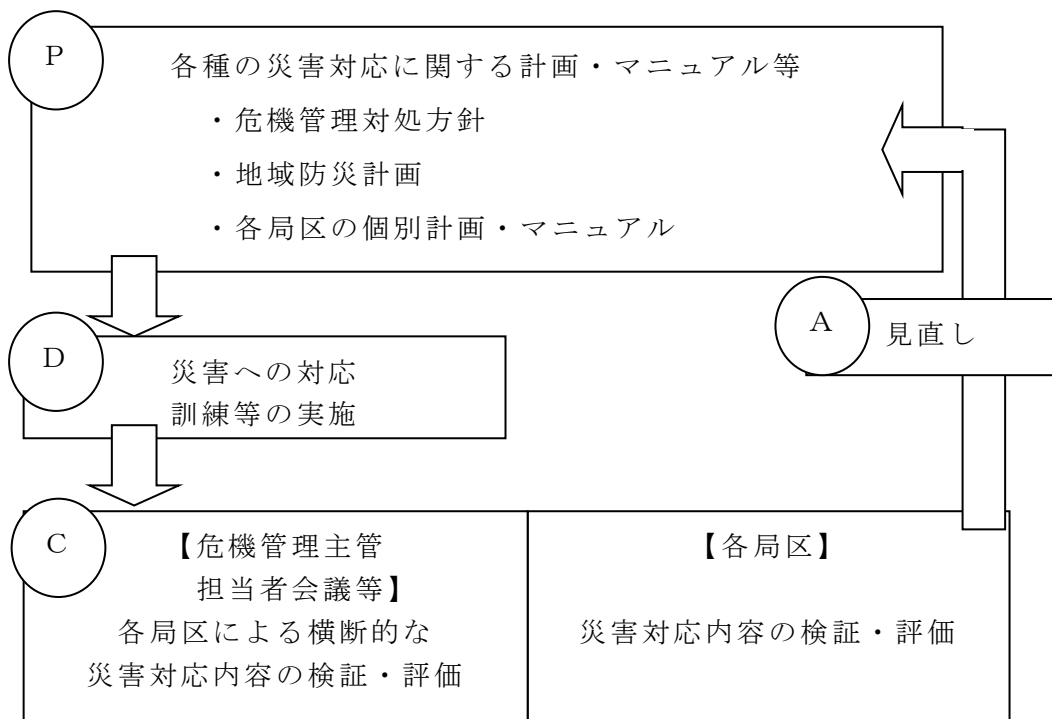 P
各種の災害対応に関する計画・マニュアル等
・危機管理対処方針
・地域防災計画
・各局区の個別計画・マニュアル
A
見直し
D
災害への対応
訓練等の実施
C
【危機管理主管
担当者会議等】
各局区による横断的な
災害対応内容の検証・評価
【各局区】
災害対応内容の検証・評価